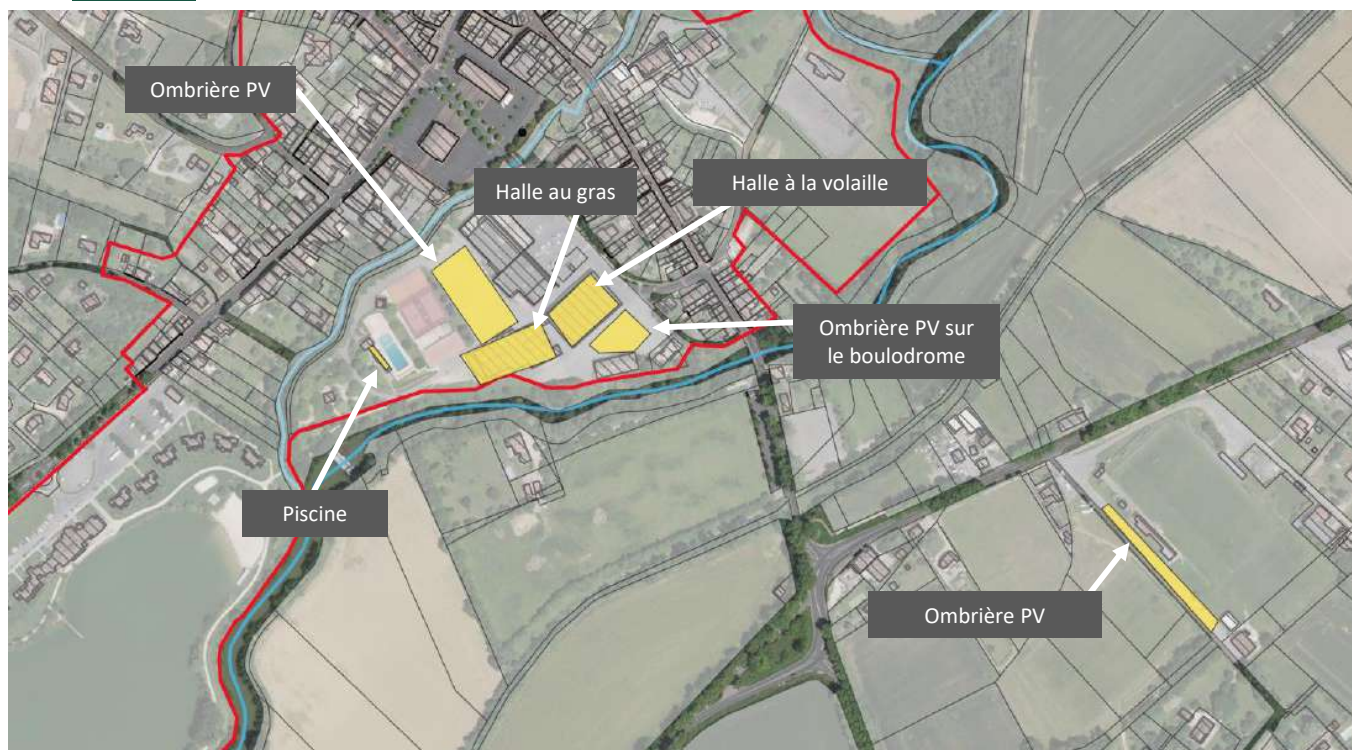 Ombrière PV
Halle au gras
Halle à la volaille
Ombrière PV sur
le boulodrome
Piscine
Ombrière PV